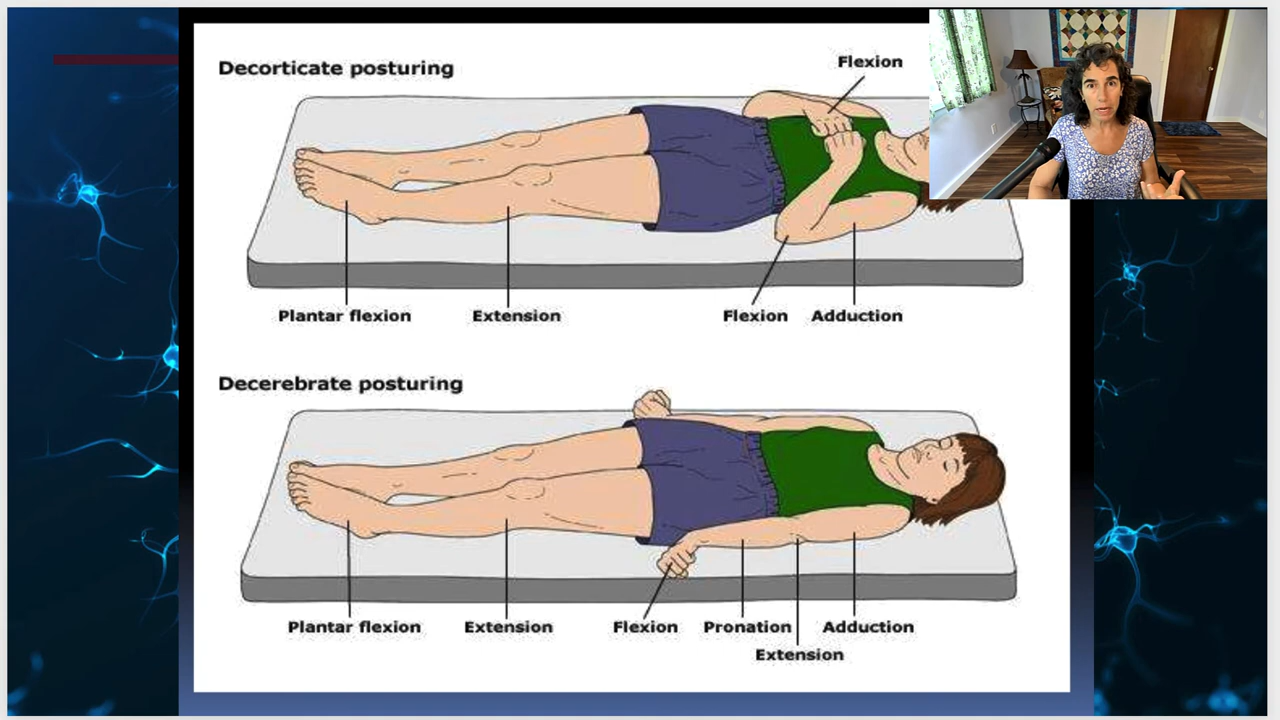 Decorticate posturing
Flexion
Plantar flexion
Extension
Flexion
Adduction
Decerebrate posturing
Plantar flexion
Extension
Flexion
Pronation
Adduction
Extension